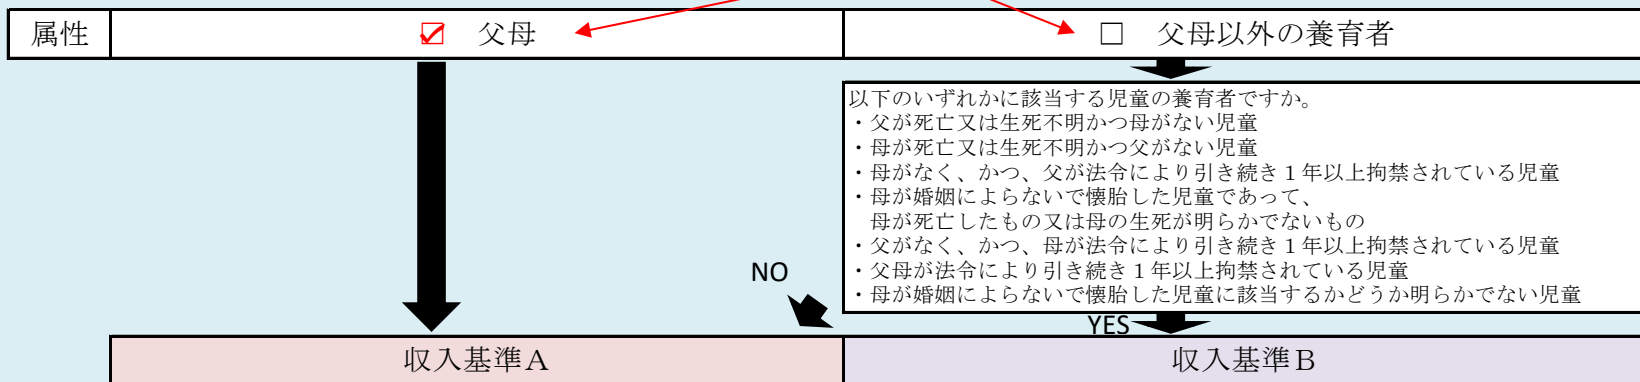 属性
☑ 父母
□ 父母以外の養育者
以下のいずれかに該当する児童の養育者ですか。
・父が死亡又は生死不明かつ母がない児童
・母が死亡又は生死不明かつ父がない児童
・母がなく、かつ、父が法令により引き続き１年以上拘禁されている児童
・母が婚姻によらないで懐胎した児童であって、
母が死亡したもの又は母の生死が明らかでないもの
・父がなく、かつ、母が法令により引き続き１年以上拘禁されている児童
・父母が法令により引き続き１年以上拘禁されている児童
・母が婚姻によらないで懐胎した児童に該当するかどうか明らかでない児童
NO
YES
収入基準Ａ
収入基準Ｂ